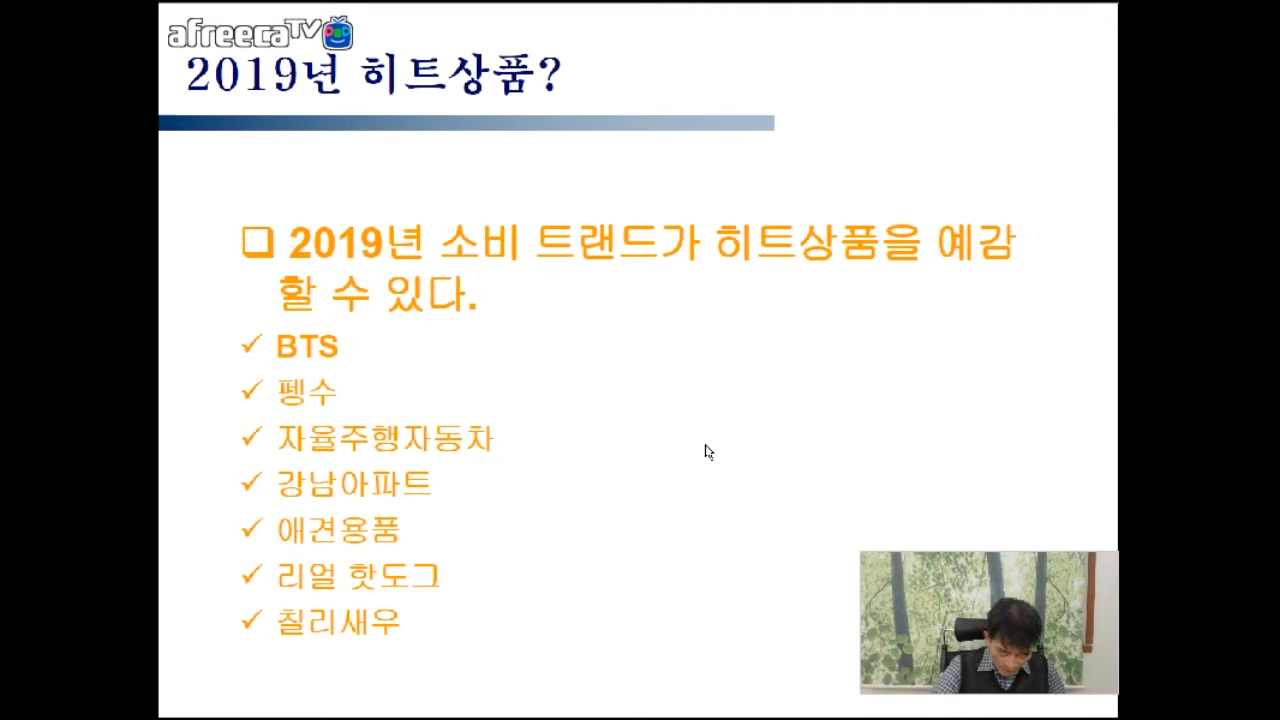 afreecaTV
2019년 히트상품?
2019년 소비 트랜드가 히트상품을 예감
할 수 있다.
BTS
펭수
자율주행자동차
강남아파트
애견용품
리얼 핫도그
칠리새우